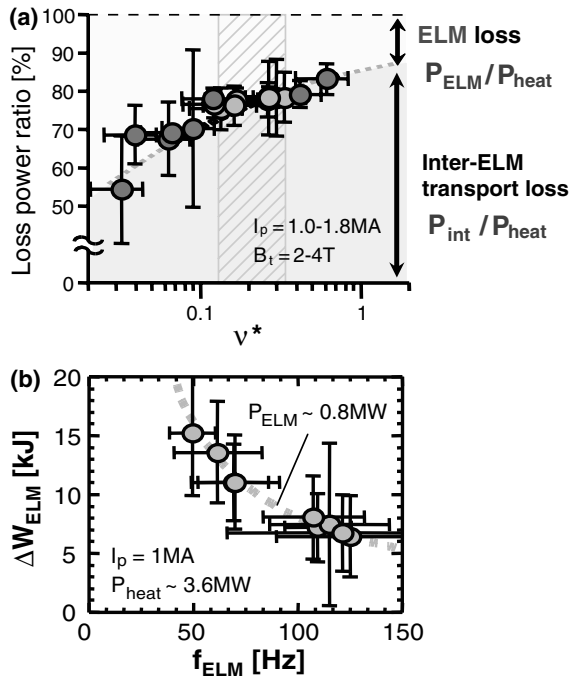 (a)
100
90
80
70
60
50
0
Loss power ratio [%]
I_p = 1.0-1.8MA
B_t = 2-4T
0.1
1
ν*
ELM loss
P_ELM/P_heat
Inter-ELM
transport loss
P_int/P_heat
(b)
20
15
10
5
0
ΔW_ELM [kJ]
P_ELM ~ 0.8MW
I_p = 1MA
P_heat ~ 3.6MW
0
50
100
150
f_ELM [Hz]